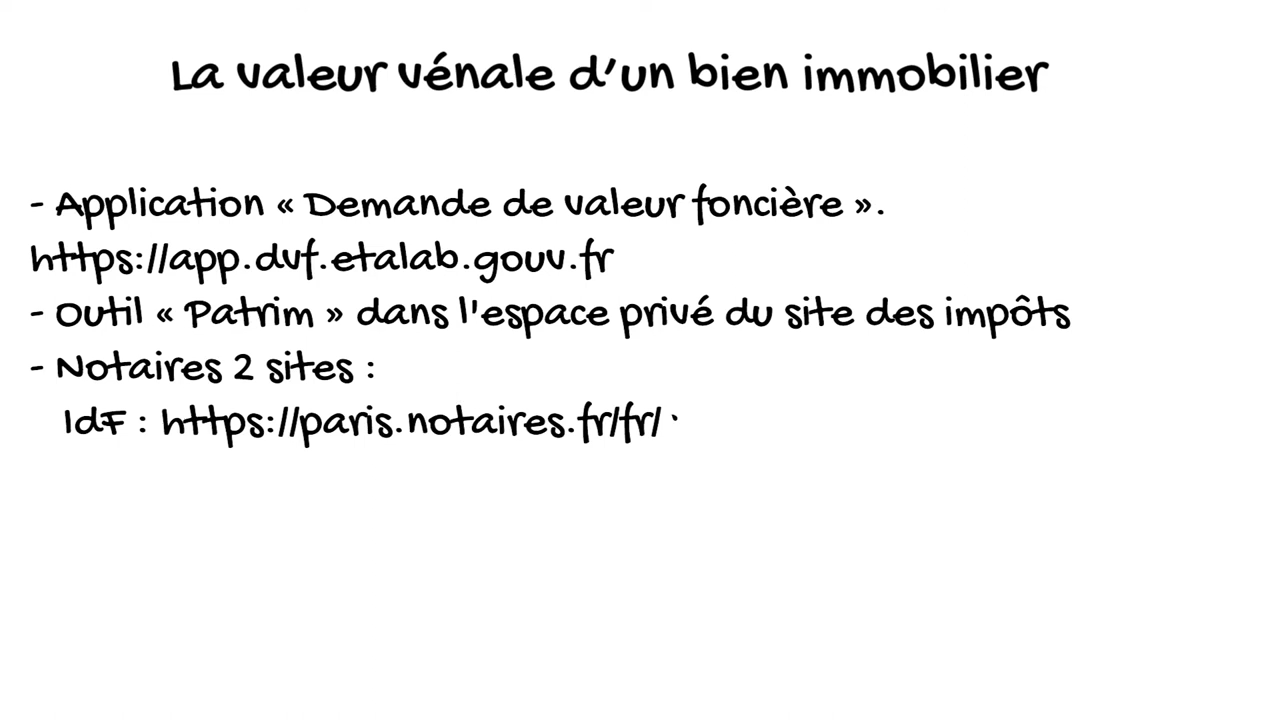 La valeur vénale d’un bien immobilier
- Application « Demande de valeur foncière ».
https://app.dvf.etalab.gouv.fr
- Outil « Patrim » dans l'espace privé du site des impôts
- Notaires 2 sites :
IdF : https://paris.notaires.fr/fr/